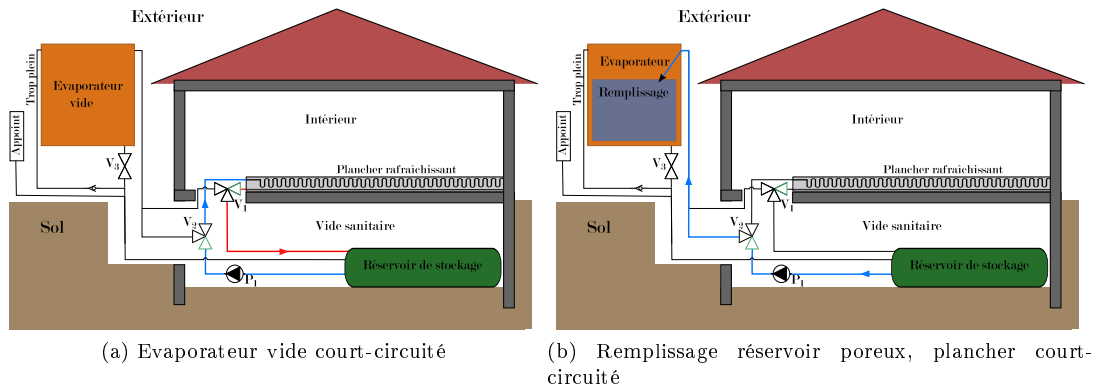 Extérieur
Trop plein
Evaporateur
vide
Appoint
V3
Intérieur
Plancher rafraîchissant
V1
V2
Sol
Vide sanitaire
Réservoir de stockage
P1
(a) Evaporateur vide court-circuité
Extérieur
Trop plein
Evaporateur
Remplissage
Appoint
V3
Intérieur
Plancher rafraîchissant
V1
V2
Sol
Vide sanitaire
Réservoir de stockage
P1
(b) Remplissage réservoir poreux, plancher court-
circuité